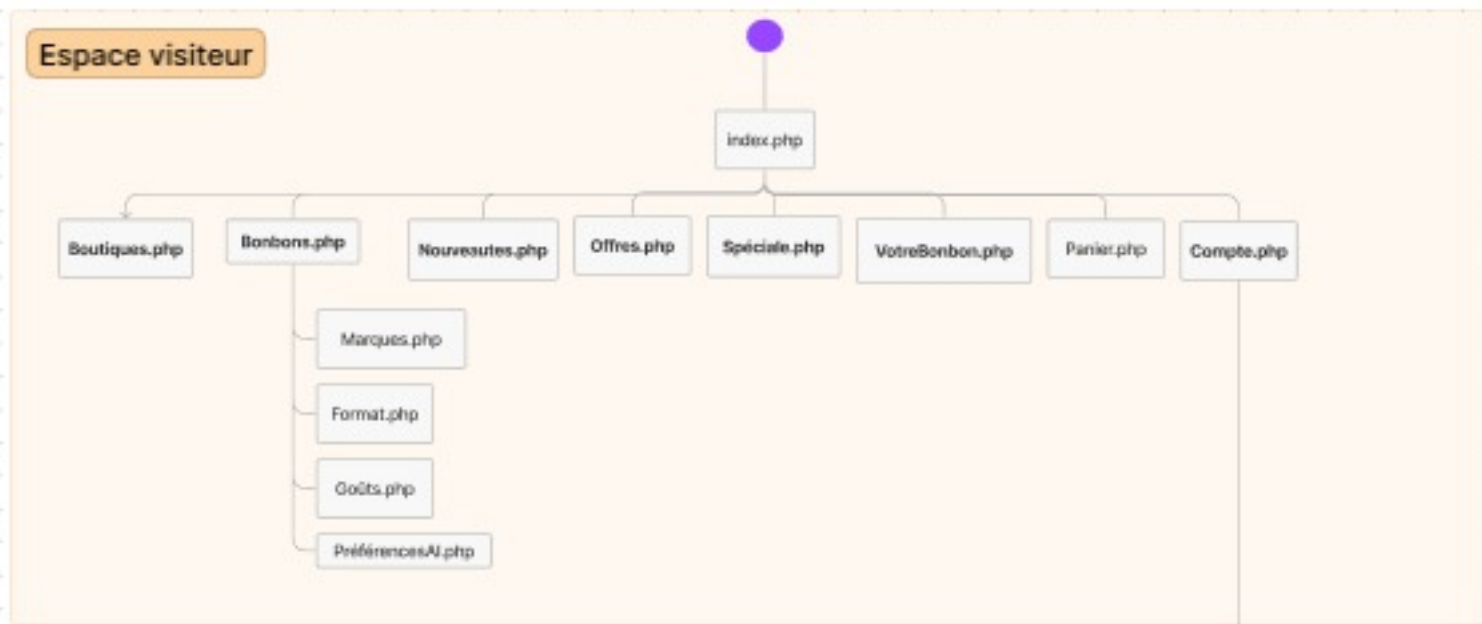 Espace visiteur
index.php
Boutiques.php
Bonbons.php
Nouveautes.php
Offres.php
Spéciale.php
VotreBonbon.php
Panier.php
Compte.php
Marques.php
Format.php
Goûts.php
PréférencesAI.php